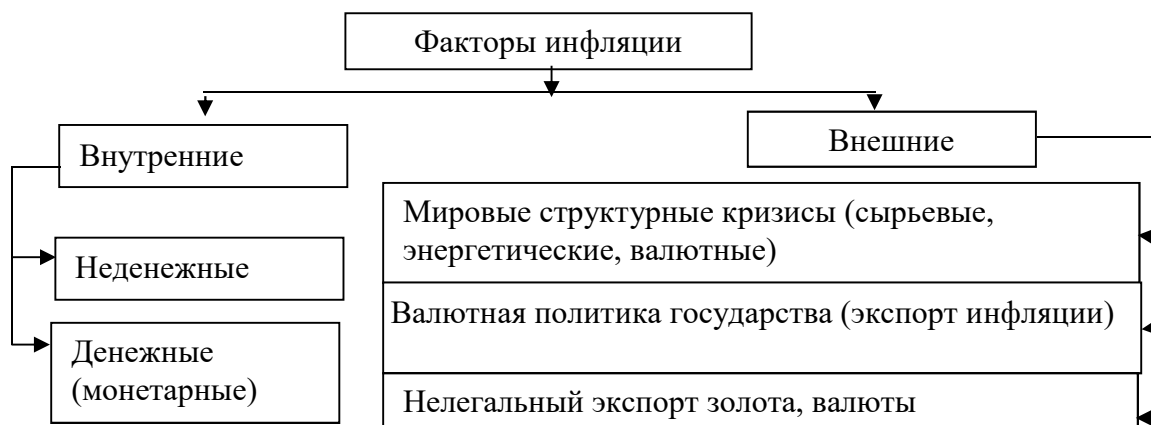 Факторы инфляции
Внутренние
Внешние
Неденежные
Денежные
(монетарные)
Мировые структурные кризисы (сырьевые,
энергетические, валютные)
Валютная политика государства (экспорт инфляции)
Нелегальный экспорт золота, валюты